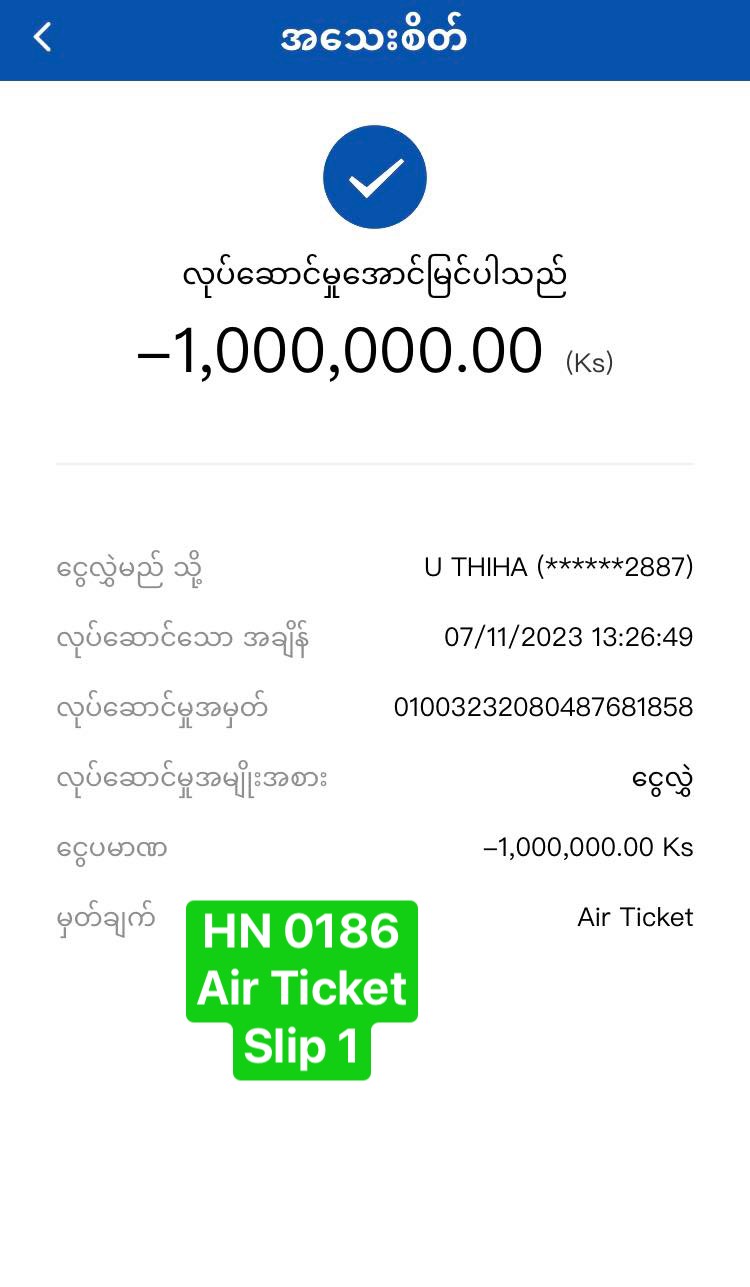 အသေးစိတ်
လုပ်ဆောင်မှုအောင်မြင်ပါသည်
–1,000,000.00 (Ks)
ငွေလွှဲမည် သို့ U THIHA (******2887)
လုပ်ဆောင်သော အချိန် 07/11/2023 13:26:49
လုပ်ဆောင်မှုအမှတ် 01003232080487681858
လုပ်ဆောင်မှုအမျိုးအစား ငွေလွှဲ
ငွေပမာဏ –1,000,000.00 Ks
မှတ်ချက် Air Ticket
HN 0186
Air Ticket
Slip 1